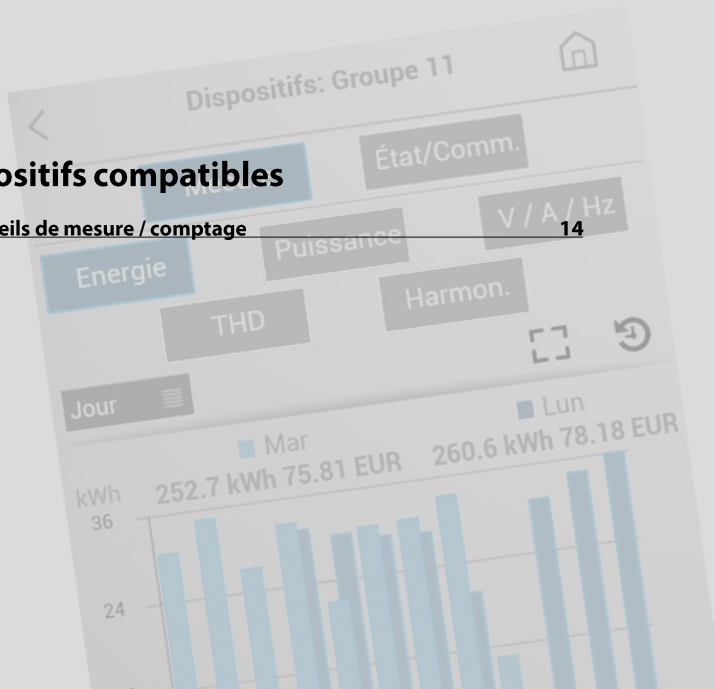 Dispositifs: Groupe 11
État/Comm.
ositifs compatibles
eils de mesure / comptage 14
V / A / Hz
Puissance
Energie
Harmon.
THD
Jour
Mar
Lun
kWh
252.7 kWh 75.81 EUR
260.6 kWh 78.18 EUR
36
24